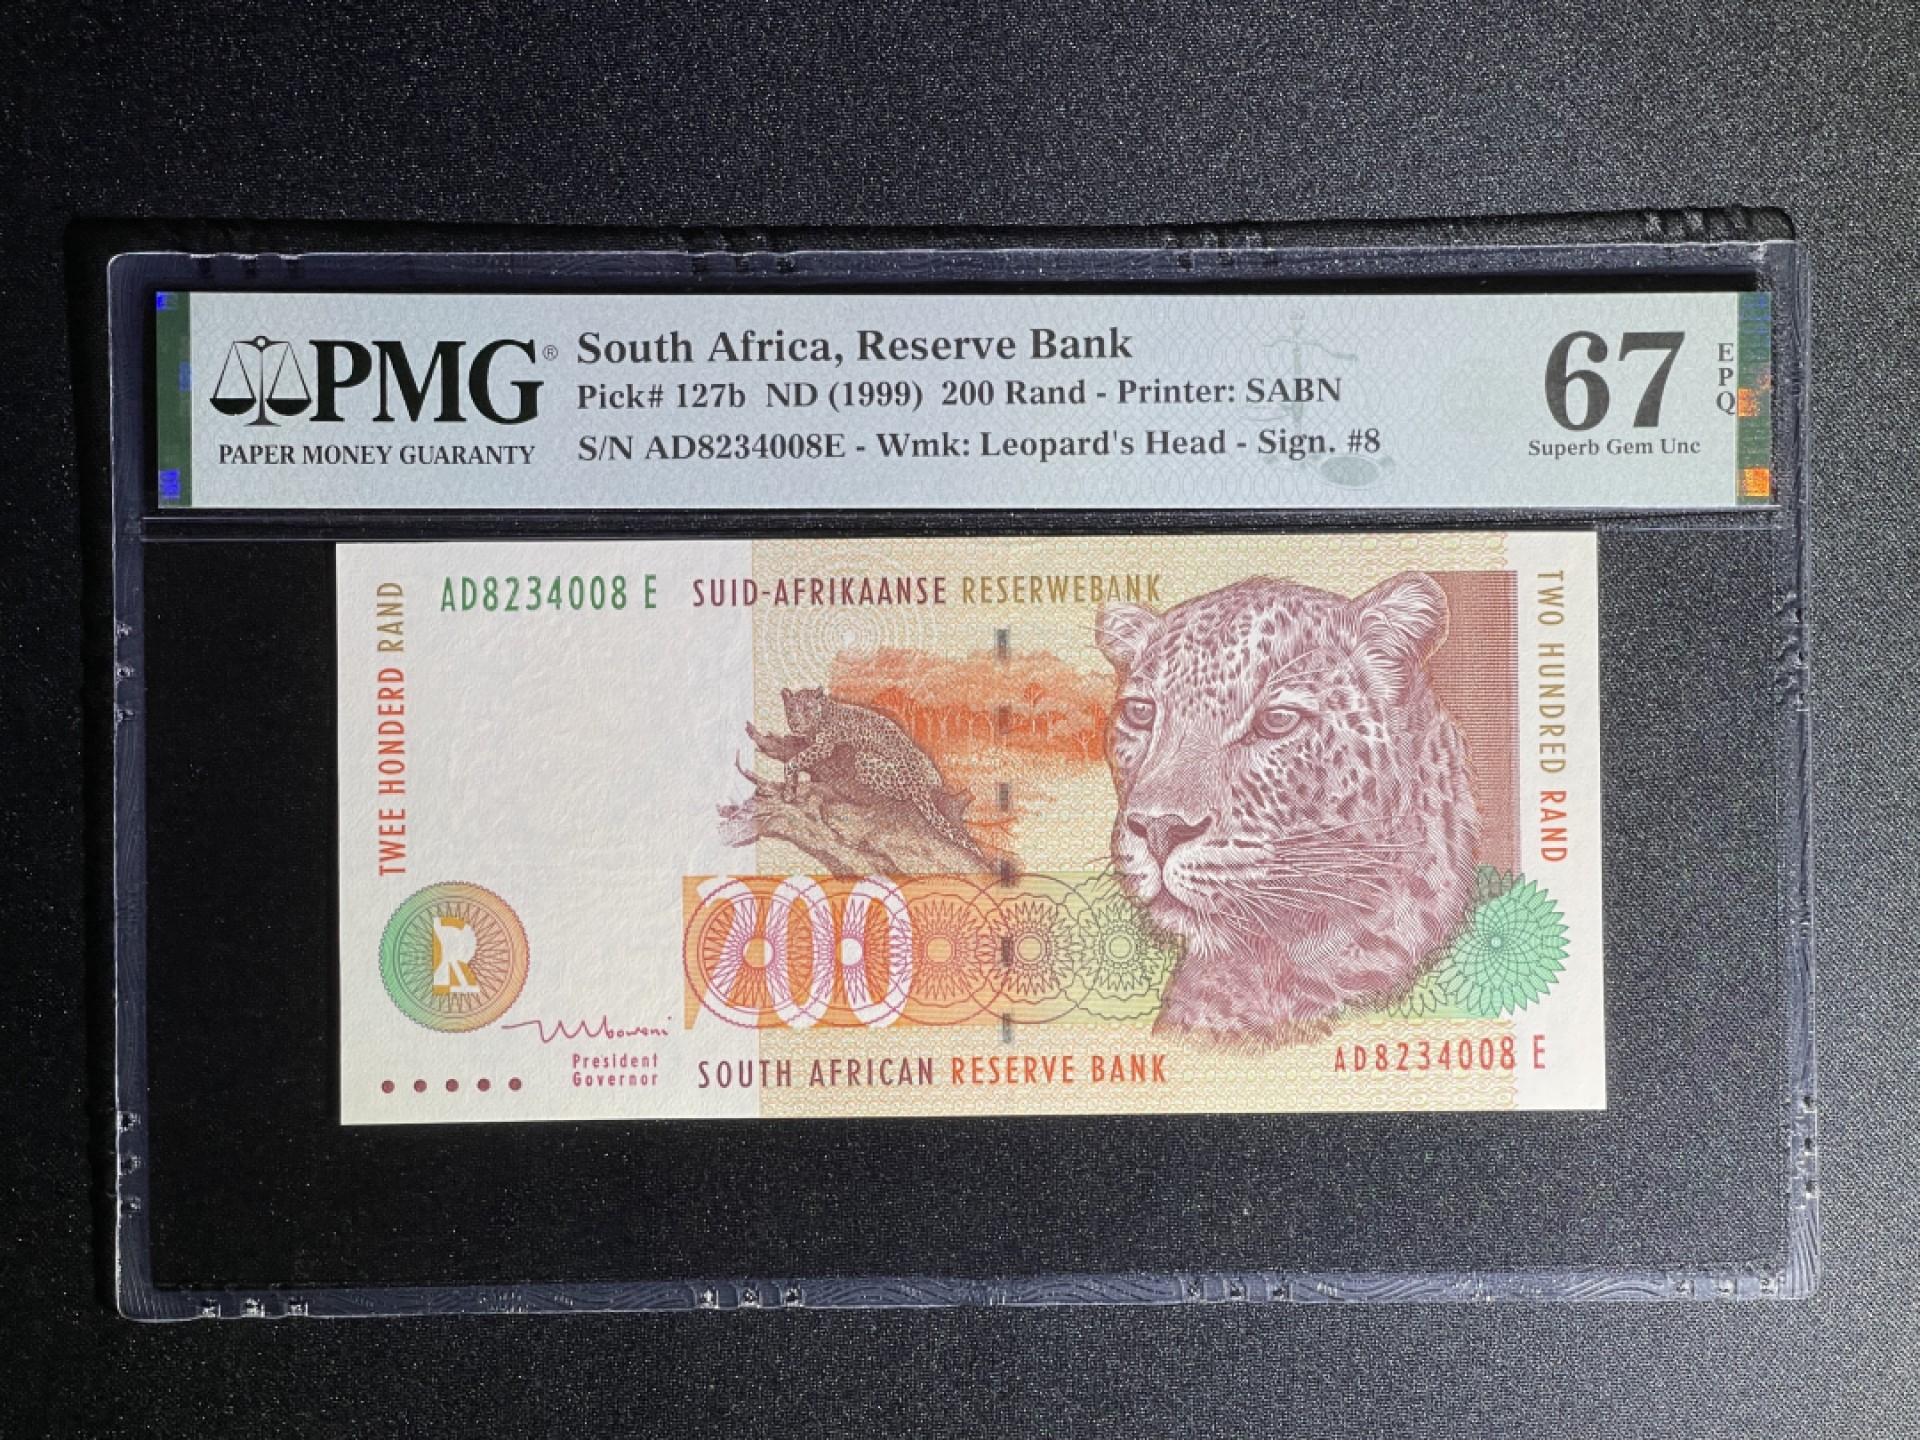 PMG®
PAPER MONEY GUARANTY
South Africa, Reserve Bank
Pick# 127b ND (1999) 200 Rand - Printer: SABN
S/N AD8234008E - Wmk: Leopard's Head - Sign. #8
67
EPQ
Superb Gem Unc
TWEE HONDERD RAND
AD8234008 E
SUID-AFRIKAANSE RESERWEBANK
TWO HUNDRED RAND
200
R
Mboweni
President
Governor
SOUTH AFRICAN RESERVE BANK
AD8234008 E